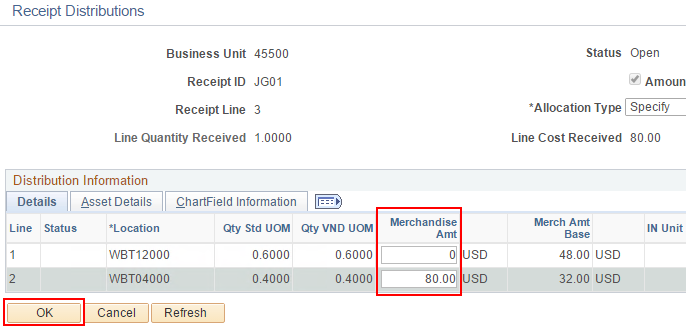 Receipt Distributions
Business Unit 45500 Status Open
Receipt ID JG01 Amoun
Receipt Line 3 *Allocation Type Specify
Line Quantity Received 1.0000 Line Cost Received 80.00
Distribution Information
Details Asset Details ChartField Information
Line Status *Location Qty Std UOM Qty VND UOM Merchandise Amt Merch Amt Base IN Unit
1 WBT12000 0.6000 0.6000 0 USD 48.00 USD
2 WBT04000 0.4000 0.4000 80.00 USD 32.00 USD
OK Cancel Refresh